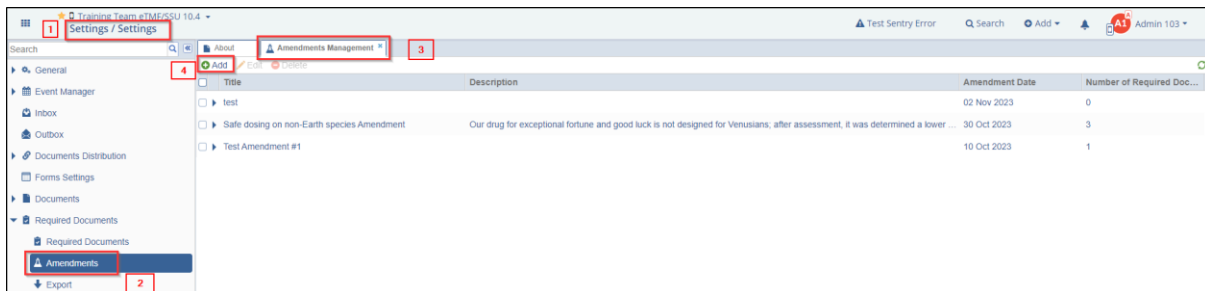 Training Team eTMF/SSU 10.4
1
Settings / Settings
Test Sentry Error
Search
Add
A
A1
Admin 103
Search
About
Amendments Management
3
4
Add
Edit
Delete
General
Title
Description
Amendment Date
Number of Required Doc...
Event Manager
test
02 Nov 2023
0
Inbox
Safe dosing on non-Earth species Amendment
Our drug for exceptional fortune and good luck is not designed for Venusians; after assessment, it was determined a lower ...
30 Oct 2023
3
Outbox
Test Amendment #1
10 Oct 2023
1
Documents Distribution
Forms Settings
Documents
Required Documents
Required Documents
Amendments
2
Export